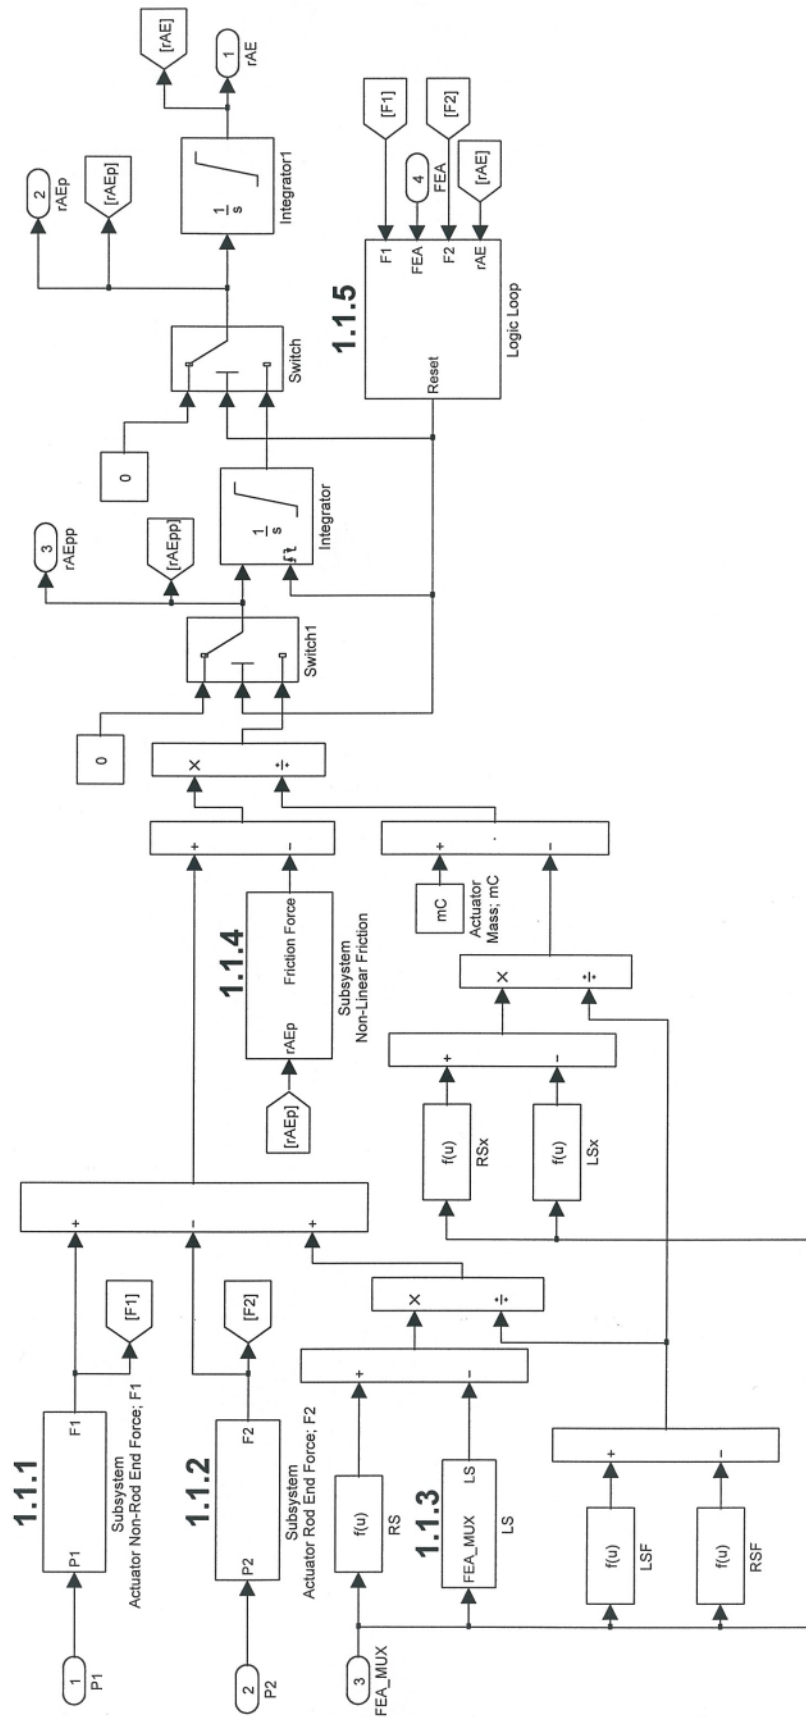 1
P1
1.1.1
P1
F1
Subsystem
Actuator Non-Rod End Force; F1
[F1]
2
P2
1.1.2
P2
F2
Subsystem
Actuator Rod End Force; F2
[F2]
3
FEA_MUX
f(u)
RS
1.1.3
FEA_MUX
LS
LS
f(u)
LSF
f(u)
RSF
+
-
+
-
×
÷
+
-
+
[rAEp]
1.1.4
rAEp
Friction Force
Subsystem
Non-Linear Friction
f(u)
RSx
f(u)
LSx
+
-
×
÷
mC
Actuator
Mass; mC
+
-
+
-
×
÷
0
Switch1
3
rAEpp
[rAEpp]
1
s
Integrator
0
Switch
2
rAEp
[rAEp]
1
s
Integrator1
[rAE]
1
rAE
1.1.5
Reset
F1
FEA
F2
rAE
Logic Loop
[F1]
4
FEA
[F2]
[rAE]